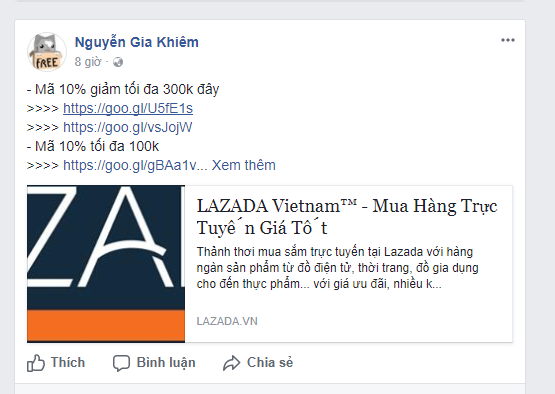 FREE
Nguyễn Gia Khiêm
8 giờ ·
- Mã 10% giảm tối đa 300k đây
>>>> https://goo.gl/U5fE1s
>>>> https://goo.gl/vsJojW
- Mã 10% tối đa 100k
>>>> https://goo.gl/gBAa1v... Xem thêm
ZA
LAZADA Vietnam™ - Mua Hàng Trực
Tuyến Giá Tốt
Thảnh thơi mua sắm trực tuyến tại Lazada với hàng
ngàn sản phẩm từ đồ điện tử, thời trang, đồ gia dụng
cho đến thực phẩm... với giá ưu đãi, nhiều k...
LAZADA.VN
Thích Bình luận Chia sẻ